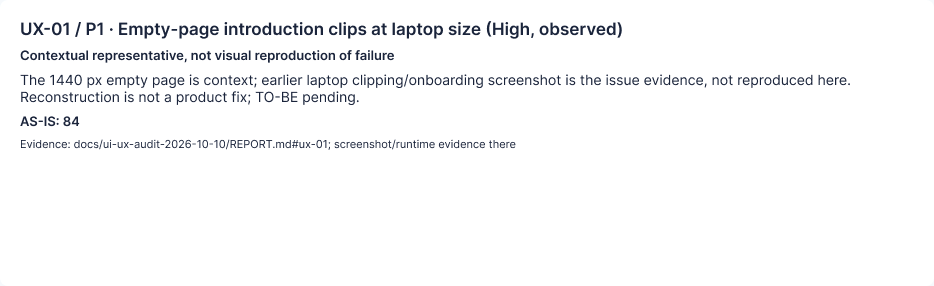 UX-01 / P1 · Empty-page introduction clips at laptop size (High, observed)
Contextual representative, not visual reproduction of failure
The 1440 px empty page is context; earlier laptop clipping/onboarding screenshot is the issue evidence, not reproduced here.
Reconstruction is not a product fix; TO-BE pending.
AS-IS: 84
Evidence: docs/ui-ux-audit-2026-10-10/REPORT.md#ux-01; screenshot/runtime evidence there